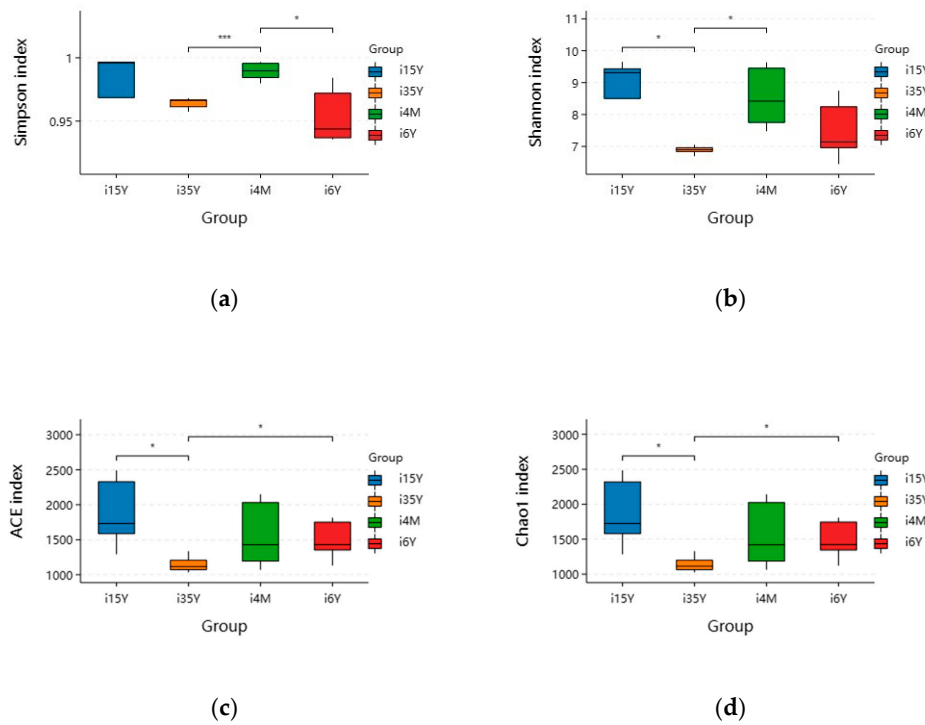 *
***
1
0.95
Simpson index
i15Y
i35Y
i4M
i6Y
Group
Group
i15Y
i35Y
i4M
i6Y
(a)
*
*
11
10
9
8
7
Shannon index
i15Y
i35Y
i4M
i6Y
Group
Group
i15Y
i35Y
i4M
i6Y
(b)
*
*
3000
2500
2000
1500
1000
ACE index
i15Y
i35Y
i4M
i6Y
Group
Group
i15Y
i35Y
i4M
i6Y
(c)
*
*
3000
2500
2000
1500
1000
Chao1 index
i15Y
i35Y
i4M
i6Y
Group
Group
i15Y
i35Y
i4M
i6Y
(d)